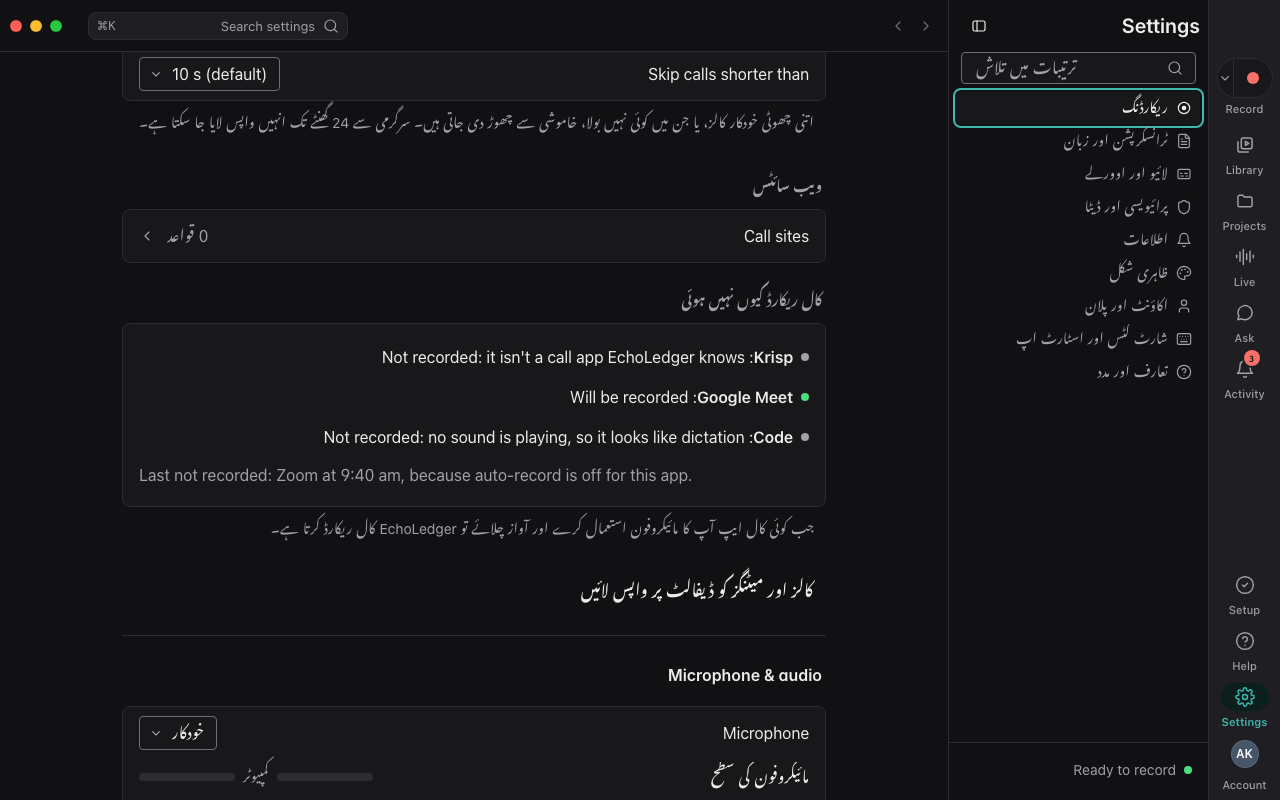 ⌘K
Search settings
Settings
ترتیبات میں تلاش
ریکارڈنگ
ٹرانسکرپشن اور زبان
لائیو اور اوورلے
پرائیویسی اور ڈیٹا
اطلاعات
ظاہری شکل
اکاؤنٹ اور پلان
شارٹ کٹس اور اسٹارٹ اپ
تعارف اور مدد
Ready to record
Record
Library
Projects
Live
Ask
3
Activity
Setup
Help
Settings
AK
Account
Skip calls shorter than
10 s (default)
اتنی چھوٹی خودکار کالز، یا جن میں کوئی نہیں بولا، خاموشی سے چھوڑ دی جاتی ہیں۔ سرگرمی سے 24 گھنٹے تک انہیں واپس لایا جا سکتا ہے۔
ویب سائٹس
Call sites
0 قواعد
کال ریکارڈ کیوں نہیں ہوئی
Krisp: Not recorded: it isn't a call app EchoLedger knows
Google Meet: Will be recorded
Code: Not recorded: no sound is playing, so it looks like dictation
Last not recorded: Zoom at 9:40 am, because auto-record is off for this app.
جب کوئی کال ایپ آپ کا مائیکروفون استعمال کرے اور آواز چلائے تو EchoLedger کال ریکارڈ کرتا ہے۔
کالز اور میٹنگز کو ڈیفالٹ پر واپس لائیں
Microphone & audio
Microphone
خودکار
مائیکروفون کی سطح
کمپیوٹر